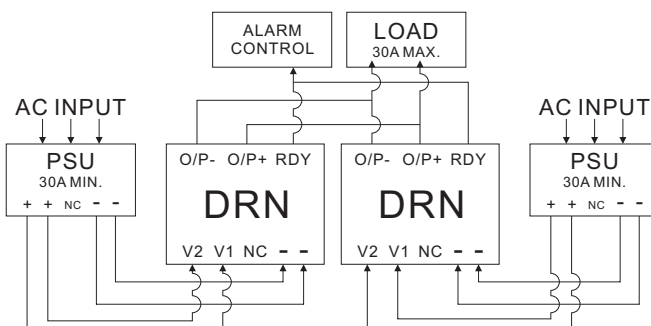 ALARM
CONTROL
LOAD
30A MAX.
AC INPUT
AC INPUT
PSU
30A MIN.
+ + NC - -
O/P- O/P+ RDY
DRN
V2 V1 NC - -
O/P- O/P+ RDY
DRN
V2 V1 NC - -
PSU
30A MIN.
+ + NC - -